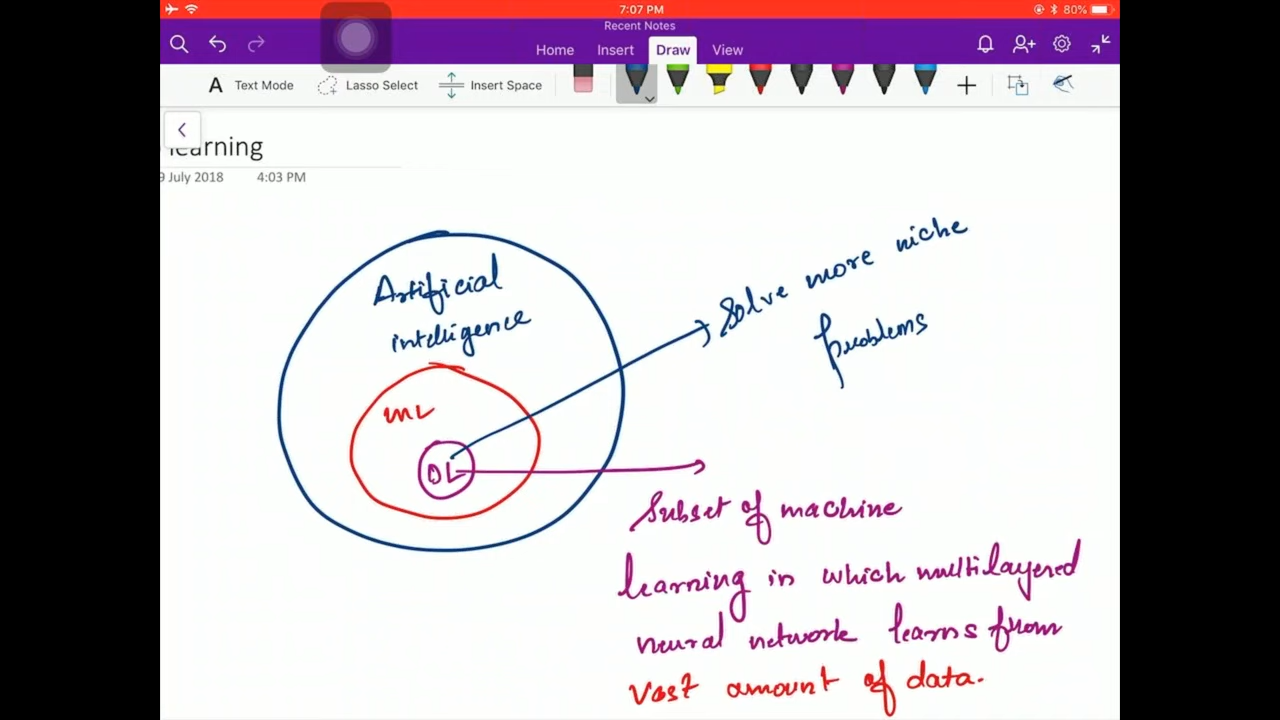 7:07 PM
80%
Recent Notes
Home Insert Draw View
A Text Mode Lasso Select Insert Space
learning
9 July 2018 4:03 PM
Artificial
intelligence
ML
DL
Solve more niche
problems
Subset of machine
learning in which multilayered
neural network learns from
vast amount of data.